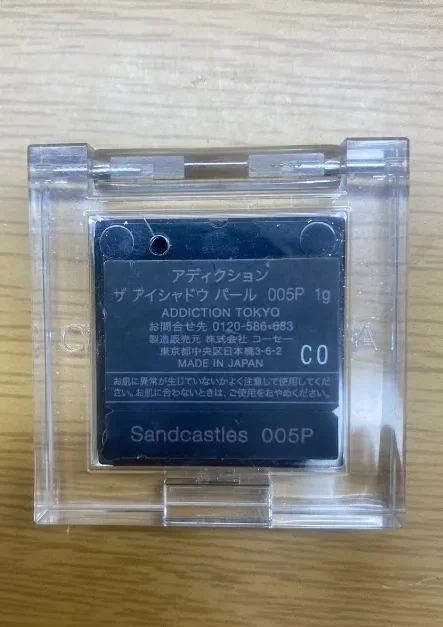 アディクション
ザ アイシャドウ パール 005P 1g
ADDICTION TOKYO
お問合せ先 0120-586-683
製造販売元 株式会社 コーセー
東京都中央区日本橋3-6-2
MADE IN JAPAN
CO
お肌に異常が生じていないかよく注意して使用してくだ
さい。お肌に合わないときは、ご使用をおやめください。
Sandcastles 005P